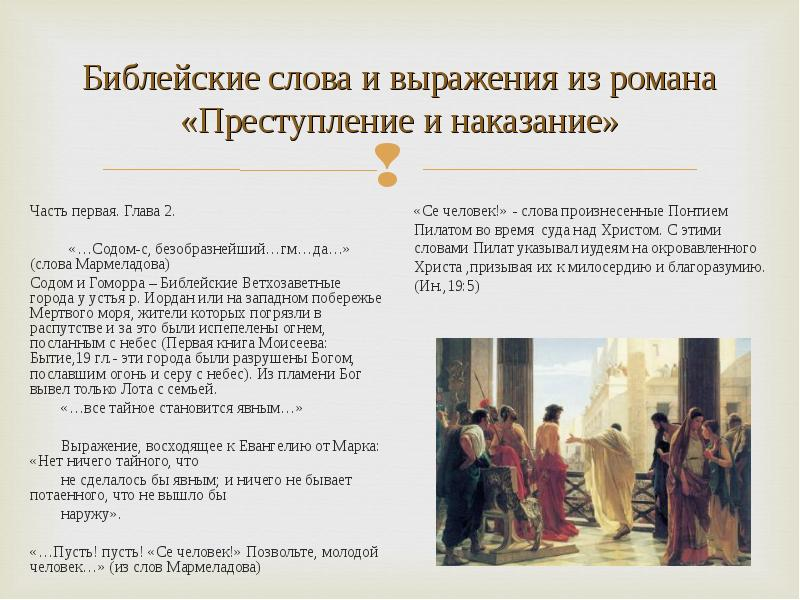 Библейские слова и выражения из романа
«Преступление и наказание»
Часть первая. Глава 2.
«…Содом-с, безобразнейший…гм…да…»
(слова Мармеладова)
Содом и Гоморра – Библейские Ветхозаветные
города у устья р. Иордан или на западном побережье
Мертвого моря, жители которых погрязли в
распутстве и за это были испепелены огнем,
посланным с небес (Первая книга Моисеева:
Бытие,19 гл.- эти города были разрушены Богом,
пославшим огонь и серу с небес). Из пламени Бог
вывел только Лота с семьей.
«…все тайное становится явным…»
Выражение, восходящее к Евангелию от Марка:
«Нет ничего тайного, что
не сделалось бы явным; и ничего не бывает
потаенного, что не вышло бы
наружу».
«…Пусть! пусть! «Се человек!» Позвольте, молодой
человек…» (из слов Мармеладова)
«Се человек!» - слова произнесенные Понтием
Пилатом во время суда над Христом. С этими
словами Пилат указывал иудеям на окровавленного
Христа ,призывая их к милосердию и благоразумию.
(Ин.,19:5)